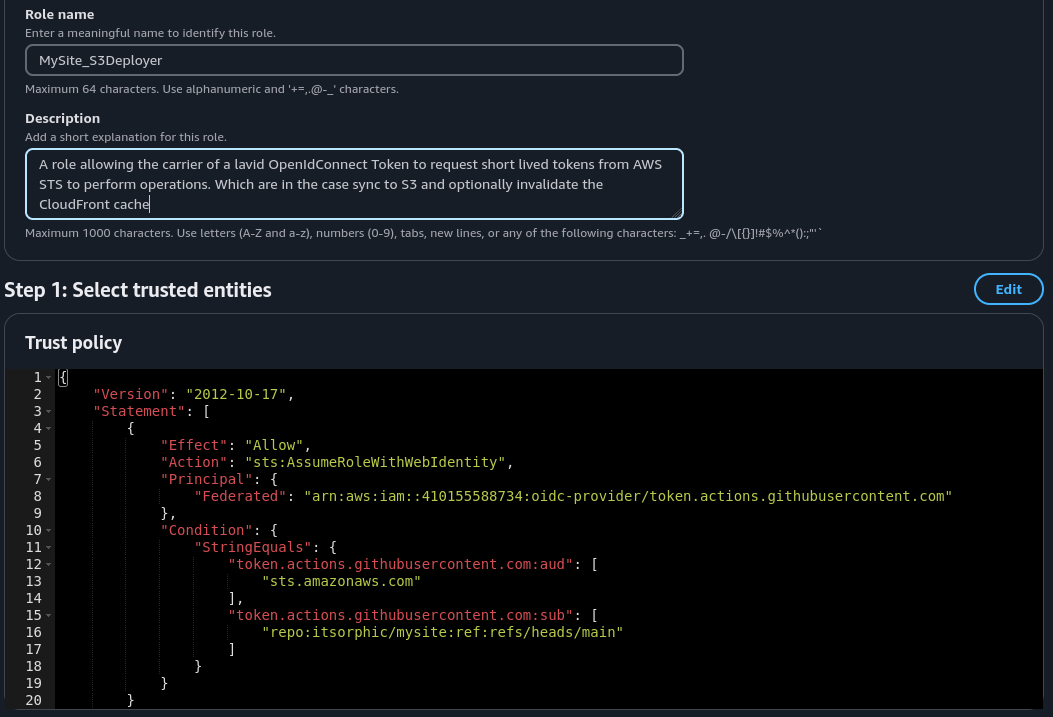 Role name
Enter a meaningful name to identify this role.
MySite_S3Deployer
Maximum 64 characters. Use alphanumeric and '+=,.@-_' characters.
Description
Add a short explanation for this role.
A role allowing the carrier of a lavid OpenIdConnect Token to request short lived tokens from AWS
STS to perform operations. Which are in the case sync to S3 and optionally invalidate the
CloudFront cache
Maximum 1000 characters. Use letters (A-Z and a-z), numbers (0-9), tabs, new lines, or any of the following characters: _+=,. @-/\[{}]!#$%^*();:"'`
Step 1: Select trusted entities
Edit
Trust policy
1 {
2 "Version": "2012-10-17",
3 "Statement": [
4 {
5 "Effect": "Allow",
6 "Action": "sts:AssumeRoleWithWebIdentity",
7 "Principal": {
8 "Federated": "arn:aws:iam::410155588734:oidc-provider/token.actions.githubusercontent.com"
9 },
10 "Condition": {
11 "StringEquals": {
12 "token.actions.githubusercontent.com:aud": [
13 "sts.amazonaws.com"
14 ],
15 "token.actions.githubusercontent.com:sub": [
16 "repo:itsorphic/mysite:ref:refs/heads/main"
17 ]
18 }
19 }
20 }